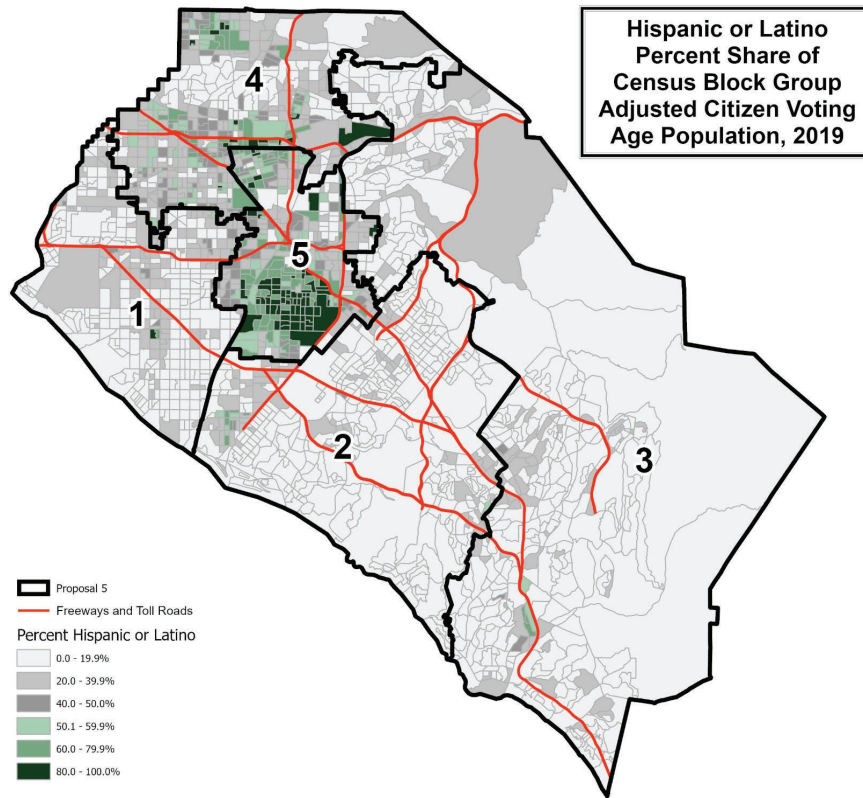 Hispanic or Latino
Percent Share of
Census Block Group
Adjusted Citizen Voting
Age Population, 2019
4
5
1
2
3
Proposal 5
Freeways and Toll Roads
Percent Hispanic or Latino
0.0 - 19.9%
20.0 - 39.9%
40.0 - 50.0%
50.1 - 59.9%
60.0 - 79.9%
80.0 - 100.0%